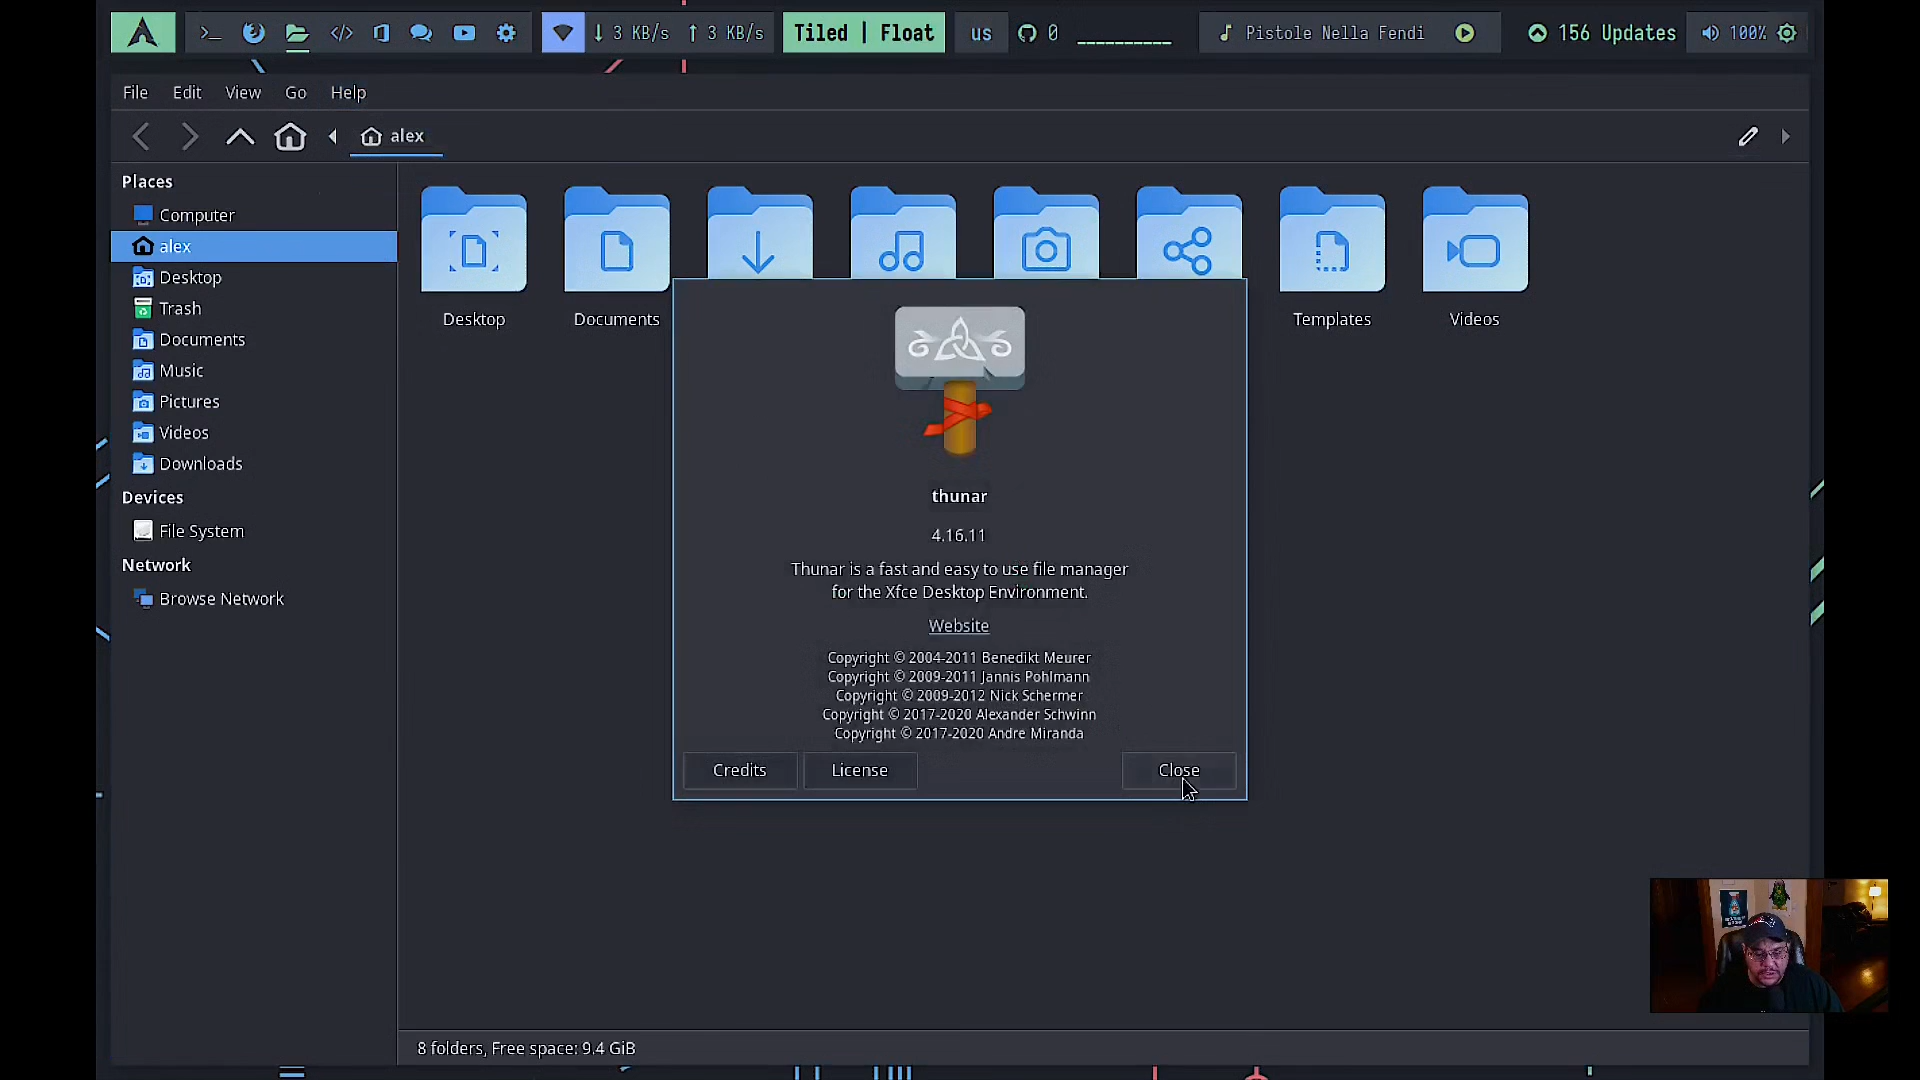 >_ </> 3 KB/s 3 KB/s Tiled | Float us 0 __________ Pistole Nella Fendi 156 Updates 100%
File Edit View Go Help
alex
Places
Computer
alex
Desktop
Trash
Documents
Music
Pictures
Videos
Downloads
Devices
File System
Network
Browse Network
Desktop
Documents
Templates
Videos
thunar
4.16.11
Thunar is a fast and easy to use file manager
for the Xfce Desktop Environment.
Website
Copyright © 2004-2011 Benedikt Meurer
Copyright © 2009-2011 Jannis Pohlmann
Copyright © 2009-2012 Nick Schermer
Copyright © 2017-2020 Alexander Schwinn
Copyright © 2017-2020 Andre Miranda
Credits License Close
8 folders, Free space: 9.4 GiB